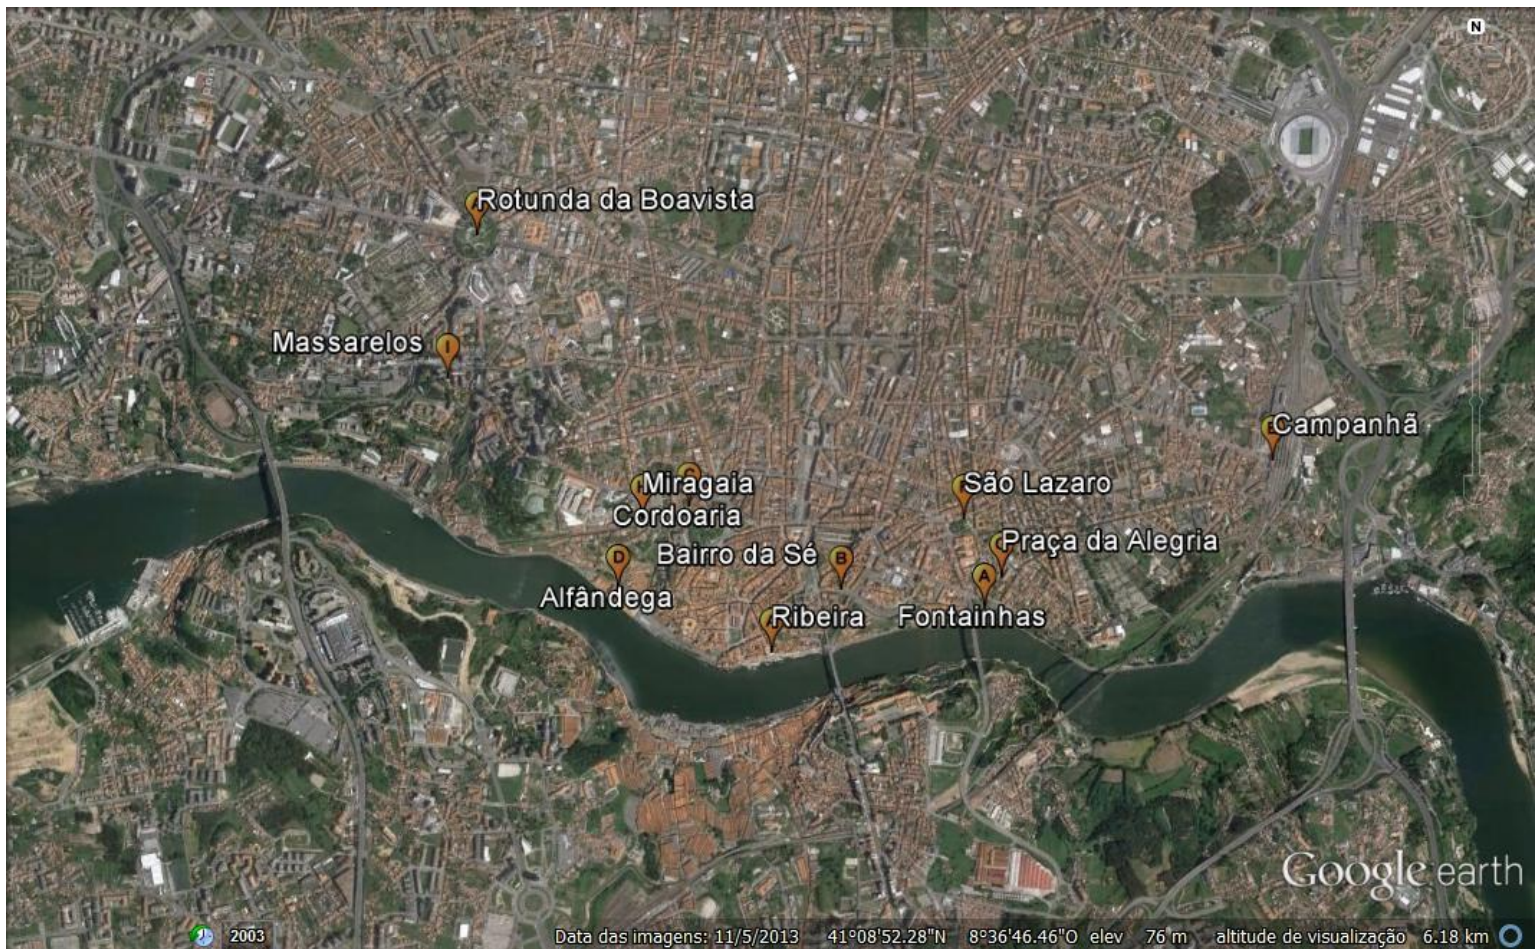 N
Rotunda da Boavista
Massarelos
I
Campanhã
Miragaia
São Lazaro
Cordoaria
Praça da Alegria
Bairro da Sé
B
D
A
Alfândega
Ribeira
Fontainhas
Google earth
2003
Data das imagens: 11/5/2013 41°08'52.28"N 8°36'46.46"O elev 76 m altitude de visualização 6.18 km